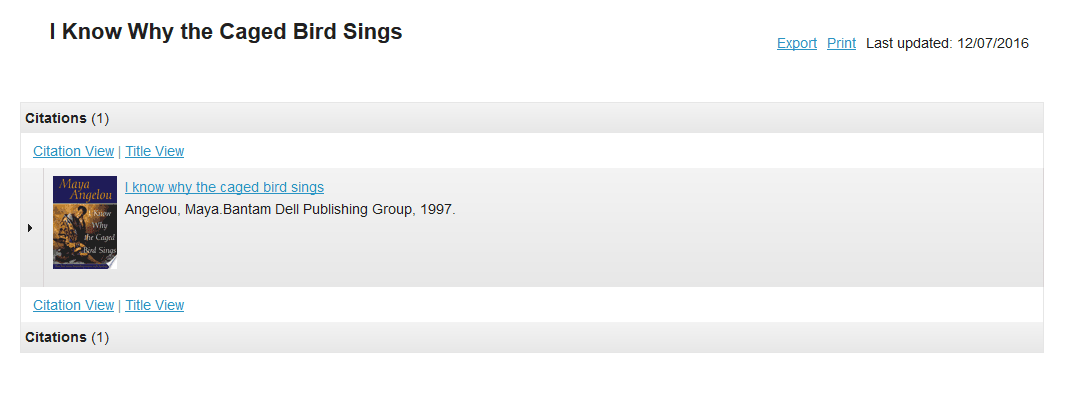 I Know Why the Caged Bird Sings
Export Print Last updated: 12/07/2016
Citations (1)
Citation View | Title View
Maya
Angelou
I Know
Why
the Caged
Bird Sings
I know why the caged bird sings
Angelou, Maya.Bantam Dell Publishing Group, 1997.
Citation View | Title View
Citations (1)